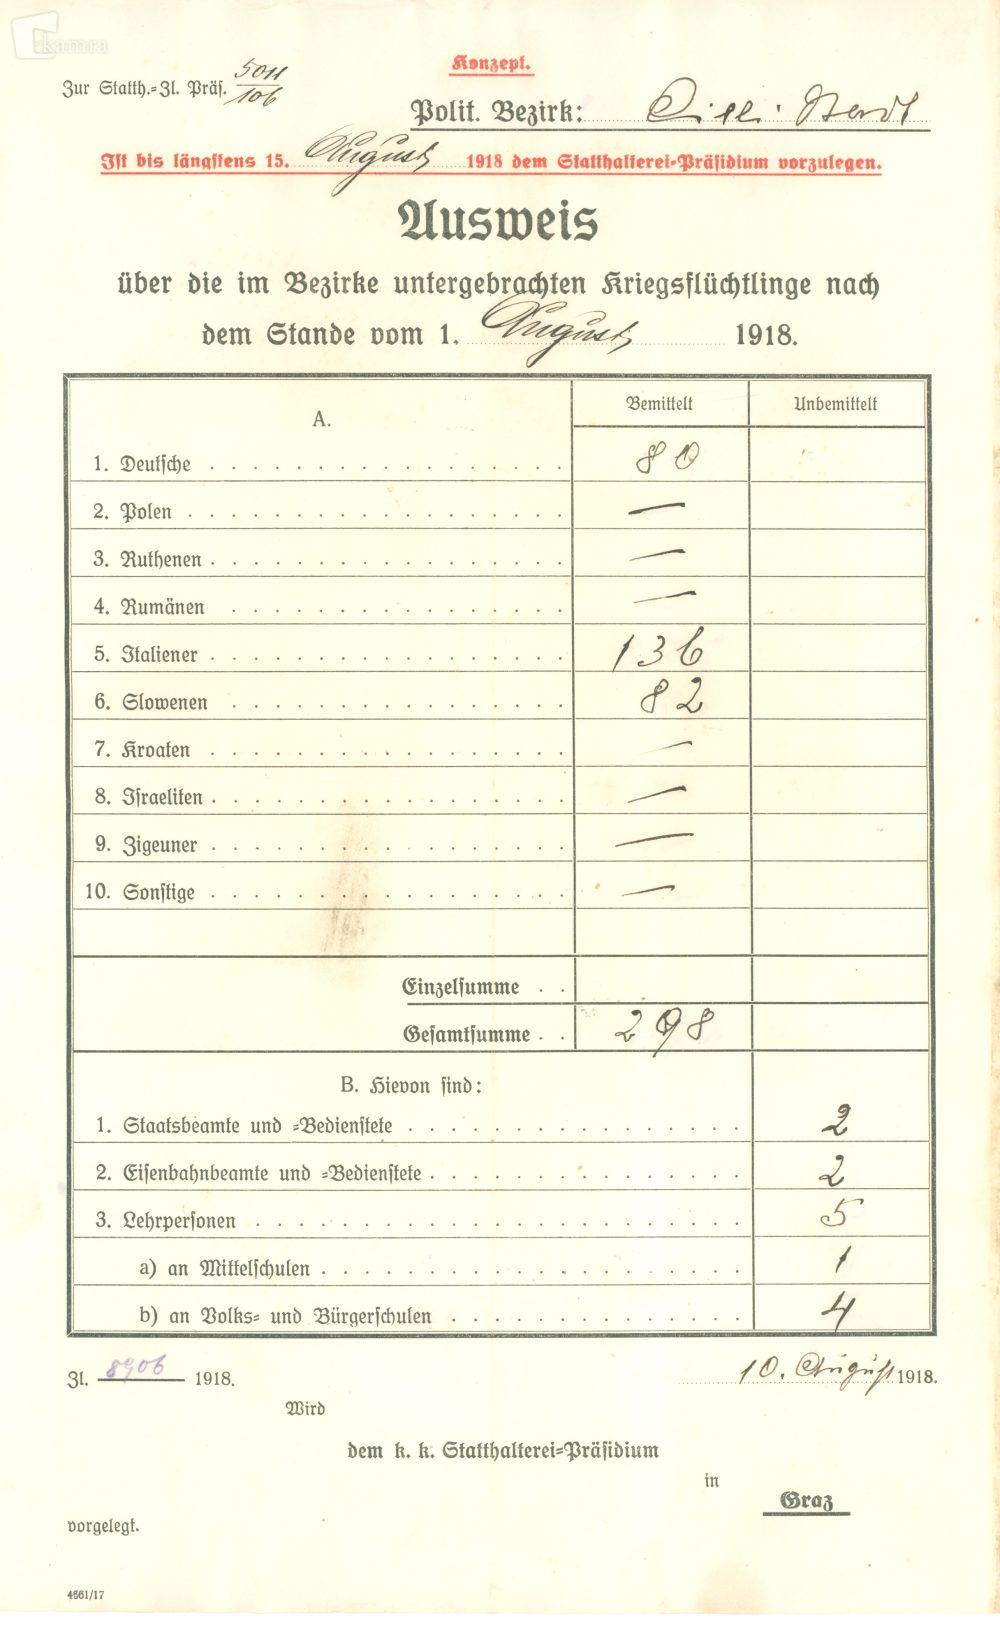 kamra
Konzept.
Zur Statth.=Zl. Präs. 5011/106
Polit. Bezirk: Cilli Stadt
Ist bis längstens 15. August 1918 dem Statthalterei=Präsidium vorzulegen.
Ausweis
über die im Bezirke untergebrachten Kriegsflüchtlinge nach
dem Stande vom 1. August 1918.
A. Bemittelt Unbemittelt
1. Deutsche 80
2. Polen —
3. Ruthenen —
4. Rumänen —
5. Italiener 136
6. Slowenen 82
7. Kroaten —
8. Israeliten —
9. Zigeuner —
10. Sonstige —
Einzelsumme
Gesamtsumme 298
B. Hievon sind:
1. Staatsbeamte und =Bedienstete 2
2. Eisenbahnbeamte und =Bedienstete 2
3. Lehrpersonen 5
a) an Mittelschulen 1
b) an Volks= und Bürgerschulen 4
Zl. 8906 1918. 10. August 1918.
Wird
dem k. k. Statthalterei=Präsidium
in
Graz
vorgelegt.
4661/17